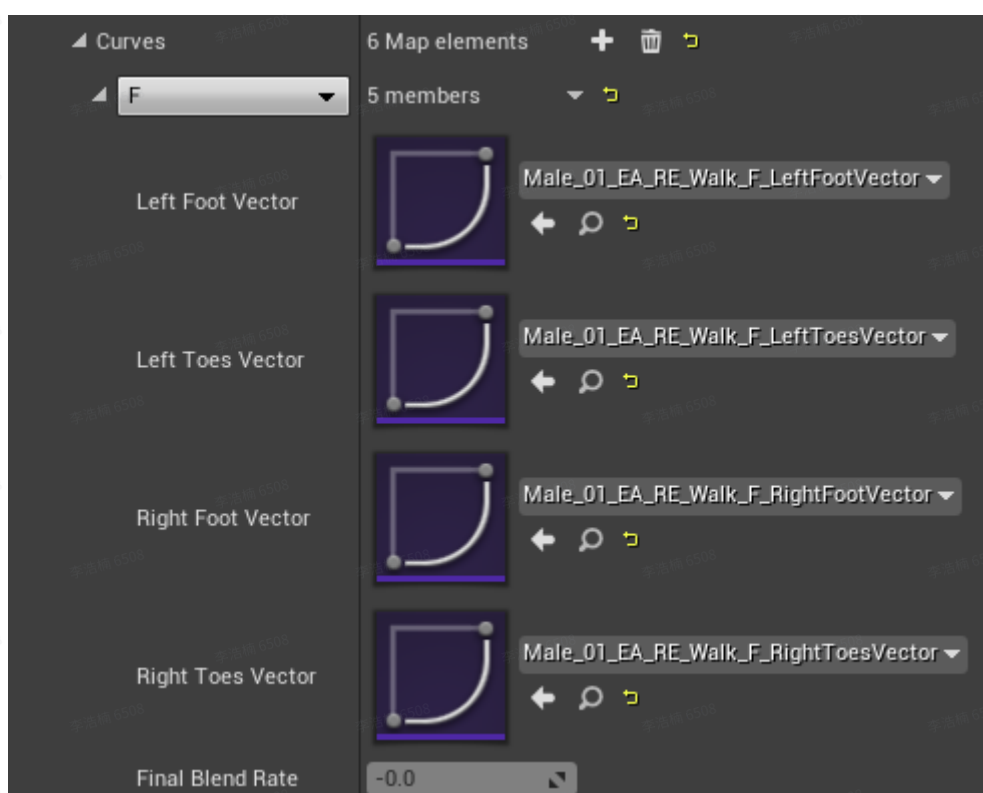 Curves
6 Map elements
F
5 members
Left Foot Vector
Male_01_EA_RE_Walk_F_LeftFootVector
Left Toes Vector
Male_01_EA_RE_Walk_F_LeftToesVector
Right Foot Vector
Male_01_EA_RE_Walk_F_RightFootVector
Right Toes Vector
Male_01_EA_RE_Walk_F_RightToesVector
Final Blend Rate
-0.0